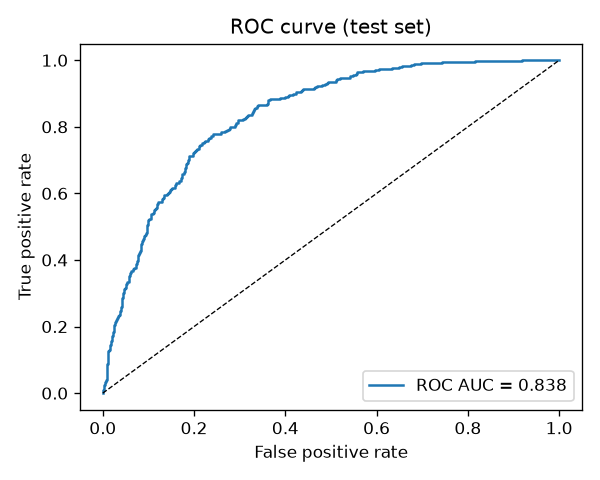 ROC curve (test set)
1.0
0.8
0.6
0.4
0.2
0.0
True positive rate
ROC AUC = 0.838
0.0 0.2 0.4 0.6 0.8 1.0
False positive rate